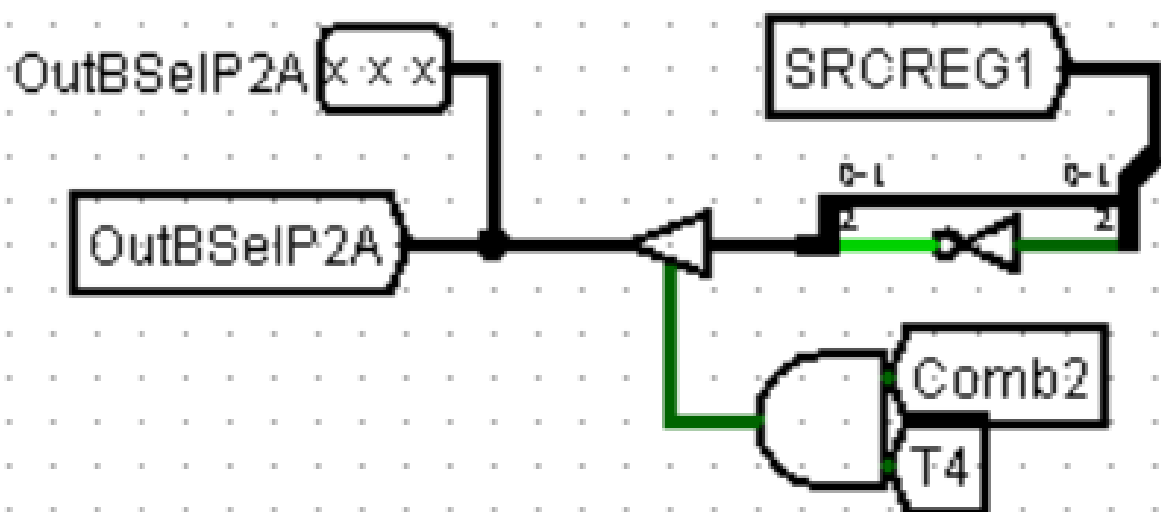 OutBSelP2A x x x
SRCREG1
0-1 0-1
OutBSelP2A
2 2
Comb2
T4